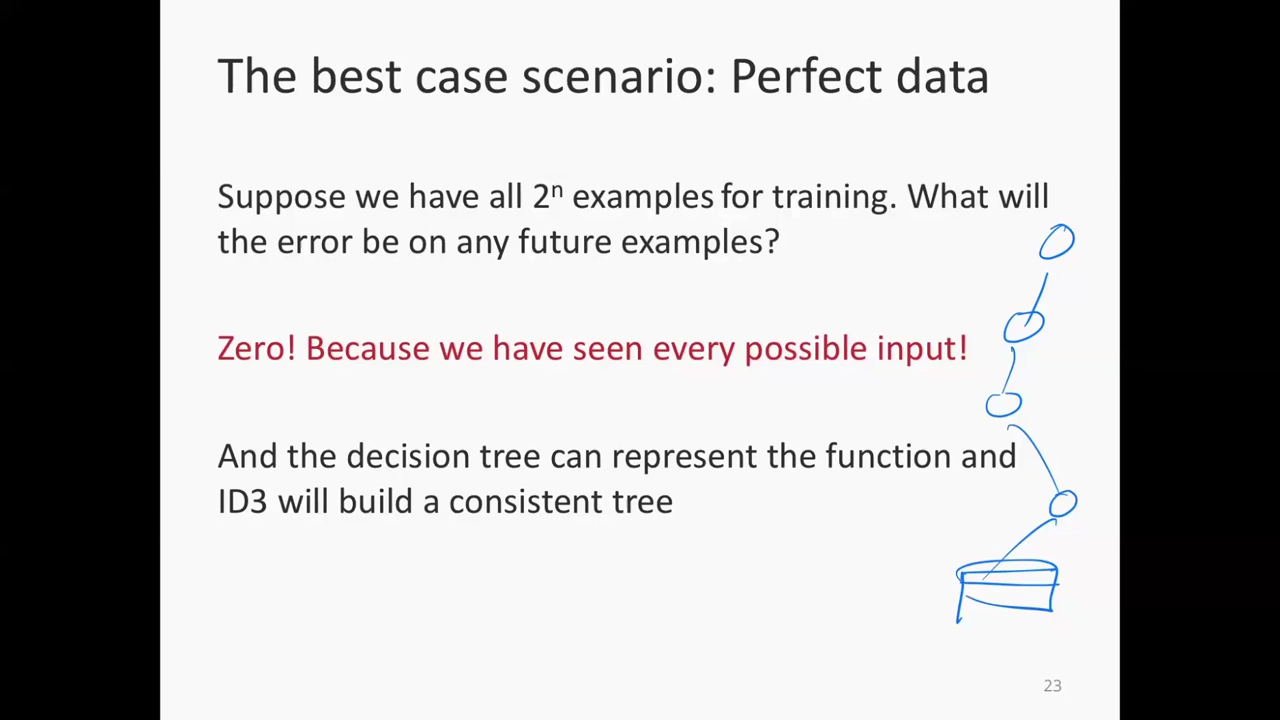 The best case scenario: Perfect data
Suppose we have all 2ⁿ examples for training. What will
the error be on any future examples?
Zero! Because we have seen every possible input!
And the decision tree can represent the function and
ID3 will build a consistent tree
23